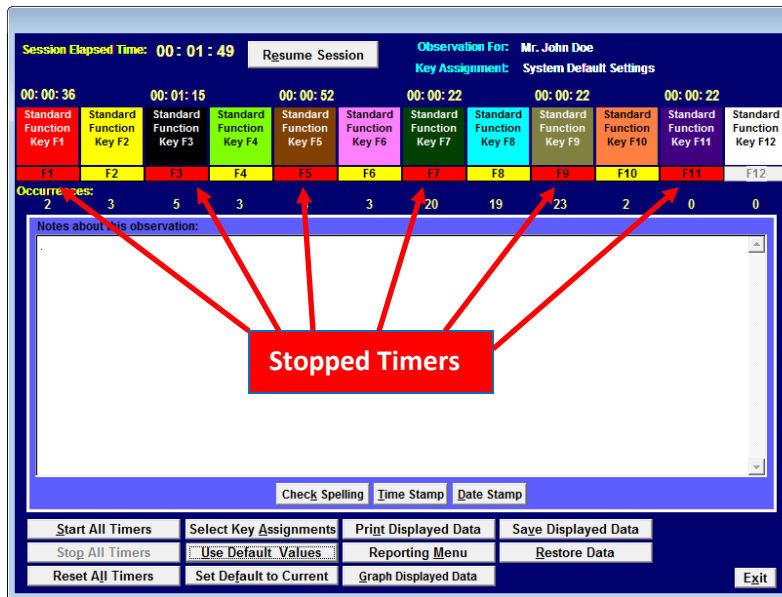 Session Elapsed Time: 00: 01 : 49 Resume Session Observation For: Mr. John Doe
Key Assignment: System Default Settings
00: 00: 36 00: 01: 15 00: 00: 52 00: 00: 22 00: 00: 22 00: 00: 22
Standard Standard Standard Standard Standard Standard Standard Standard Standard Standard Standard Standard
Function Function Function Function Function Function Function Function Function Function Function Function
Key F1 Key F2 Key F3 Key F4 Key F5 Key F6 Key F7 Key F8 Key F9 Key F10 Key F11 Key F12
F1 F2 F3 F4 F5 F6 F7 F8 F9 F10 F11 F12
Occurrences:
2 3 5 3 3 20 19 23 2 0 0
Notes about this observation:
.
Stopped Timers
Check Spelling Time Stamp Date Stamp
Start All Timers Select Key Assignments Print Displayed Data Save Displayed Data
Stop All Timers Use Default Values Reporting Menu Restore Data
Reset All Timers Set Default to Current Graph Displayed Data Exit